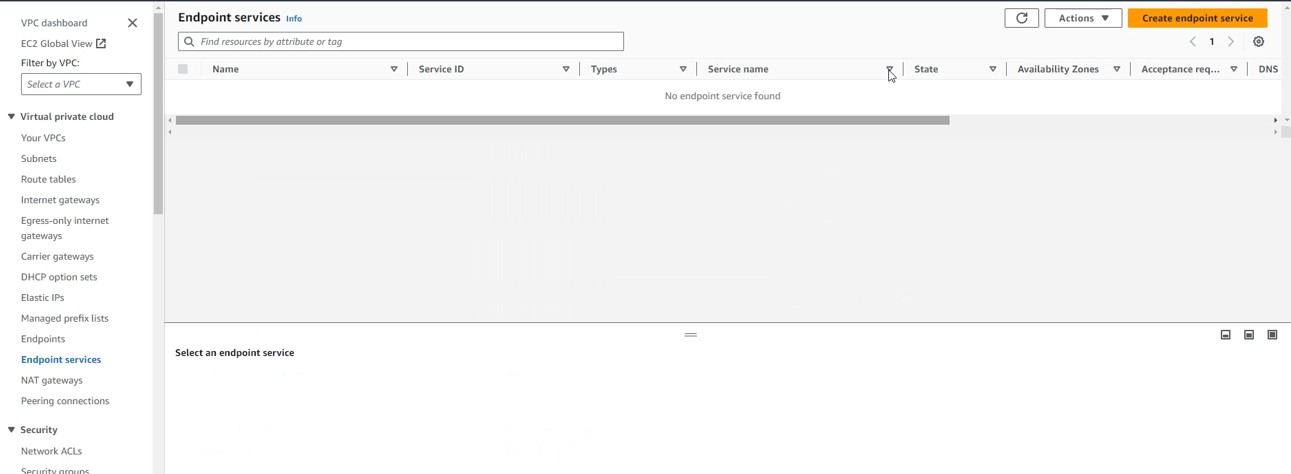 VPC dashboard
EC2 Global View
Filter by VPC:
Select a VPC
Virtual private cloud
Your VPCs
Subnets
Route tables
Internet gateways
Egress-only internet
gateways
Carrier gateways
DHCP option sets
Elastic IPs
Managed prefix lists
Endpoints
Endpoint services
NAT gateways
Peering connections
Security
Network ACLs
Security groups
Endpoint services Info
Actions
Create endpoint service
Find resources by attribute or tag
1
Name Service ID Types Service name State Availability Zones Acceptance req... DNS
No endpoint service found
Select an endpoint service